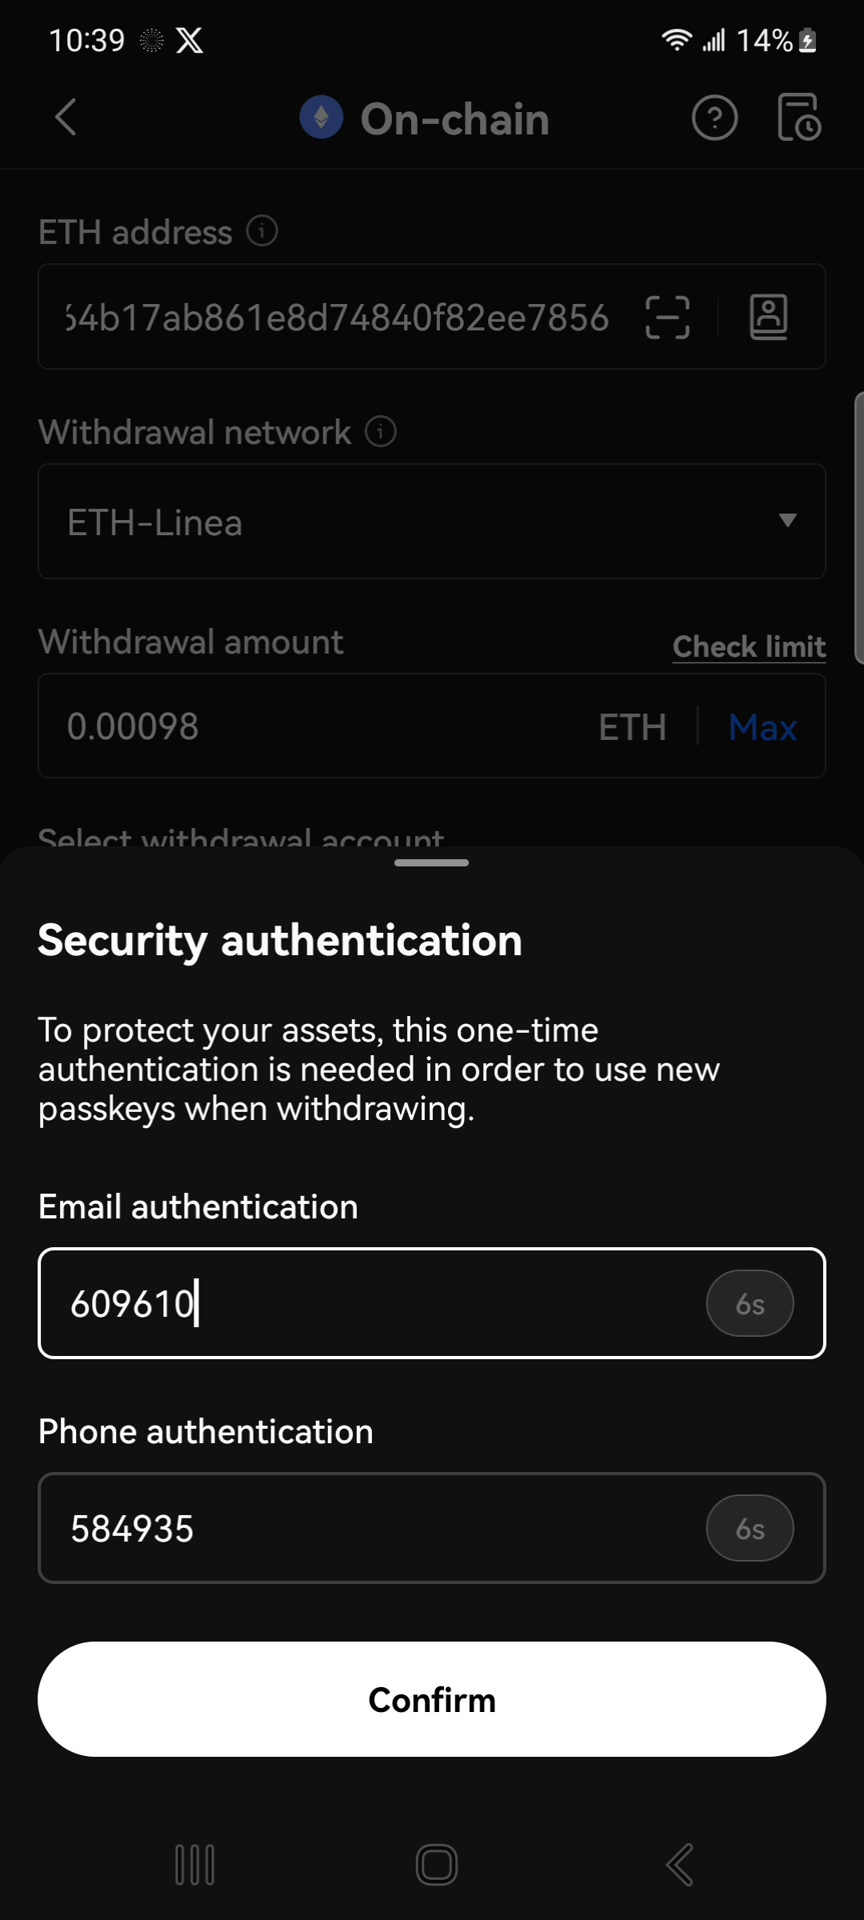 10:39
14%
On-chain
ETH address
64b17ab861e8d74840f82ee7856
Withdrawal network
ETH-Linea
Withdrawal amount
Check limit
0.00098 ETH Max
Select withdrawal account
Security authentication
To protect your assets, this one-time
authentication is needed in order to use new
passkeys when withdrawing.
Email authentication
609610 6s
Phone authentication
584935 6s
Confirm